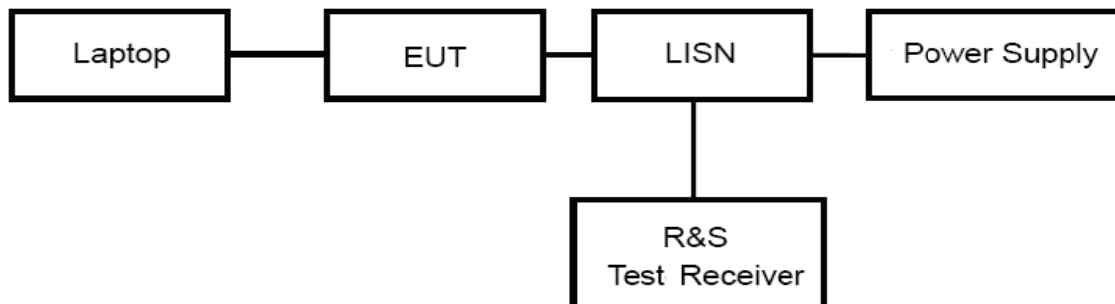 Laptop
EUT
LISN
Power Supply
R&S
Test Receiver